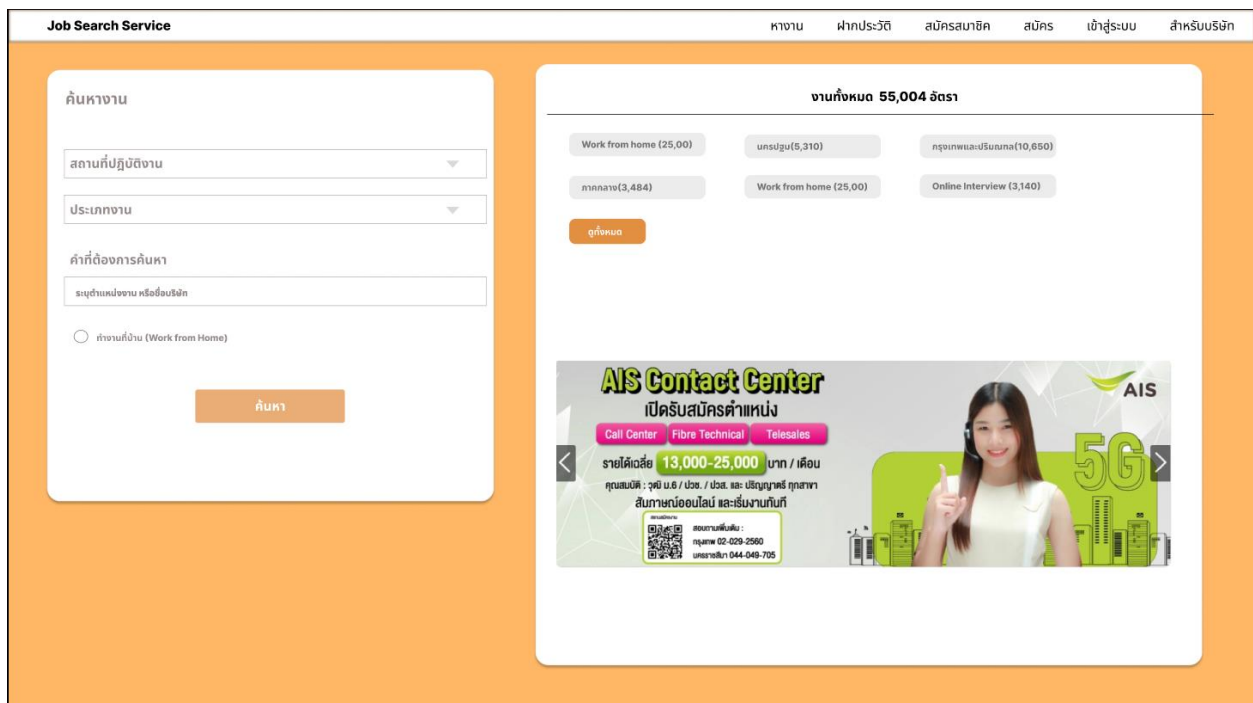 Job Search Service
หางาน ฝากประวัติ สมัครสมาชิค สมัคร เข้าสู่ระบบ สำหรับบริษัท
ค้นหางาน
สถานที่ปฎิบัติงาน
ประเภทงาน
คำที่ต้องการค้นหา
ระบุตำแหน่งงาน หรือชื่อบริษัท
ทำงานที่บ้าน (Work from Home)
ค้นหา
งานทั้งหมด 55,004 อัตรา
Work from home (25,00) นครปฐม(5,310) กรุงเทพและปริมณฑล(10,650)
ภาคกลาง(3,484) Work from home (25,00) Online Interview (3,140)
ดูทั้งหมด
AIS Contact Center
เปิดรับสมัครตำแหน่ง
Call Center Fibre Technical Telesales
รายได้เฉลี่ย 13,000-25,000 บาท / เดือน
คุณสมบัติ : วุฒิ ม.6 / ปวช. / ปวส. และ ปริญญาตรี ทุกสาขา
สัมภาษณ์ออนไลน์ และเริ่มงานทันที
สอบถามเพิ่มเติม :
กรุงเทพ 02-029-2560
นครราชสีมา 044-049-705
AIS
5G